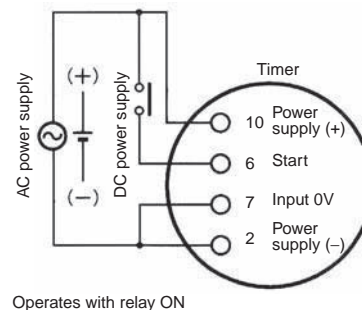 Timer
AC power supply
(+)
(−)
DC power supply
10 Power
supply (+)
6 Start
7 Input 0V
2 Power
supply (−)
Operates with relay ON